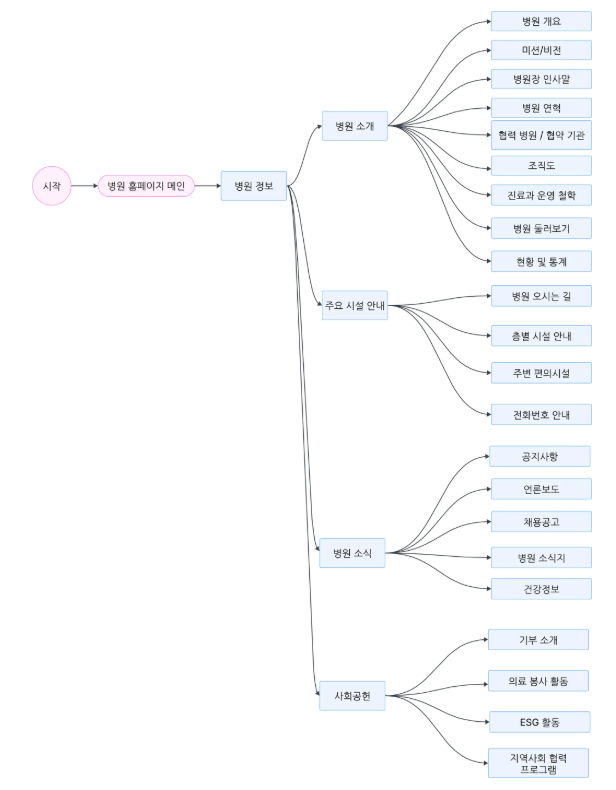 시작
병원 홈페이지 메인
병원 정보
병원 소개
병원 개요
미션/비전
병원장 인사말
병원 연혁
협력 병원 / 협약 기관
조직도
진료과 운영 철학
병원 둘러보기
현황 및 통계
주요 시설 안내
병원 오시는 길
층별 시설 안내
주변 편의시설
전화번호 안내
병원 소식
공지사항
언론보도
채용공고
병원 소식지
건강정보
사회공헌
기부 소개
의료 봉사 활동
ESG 활동
지역사회 협력
프로그램